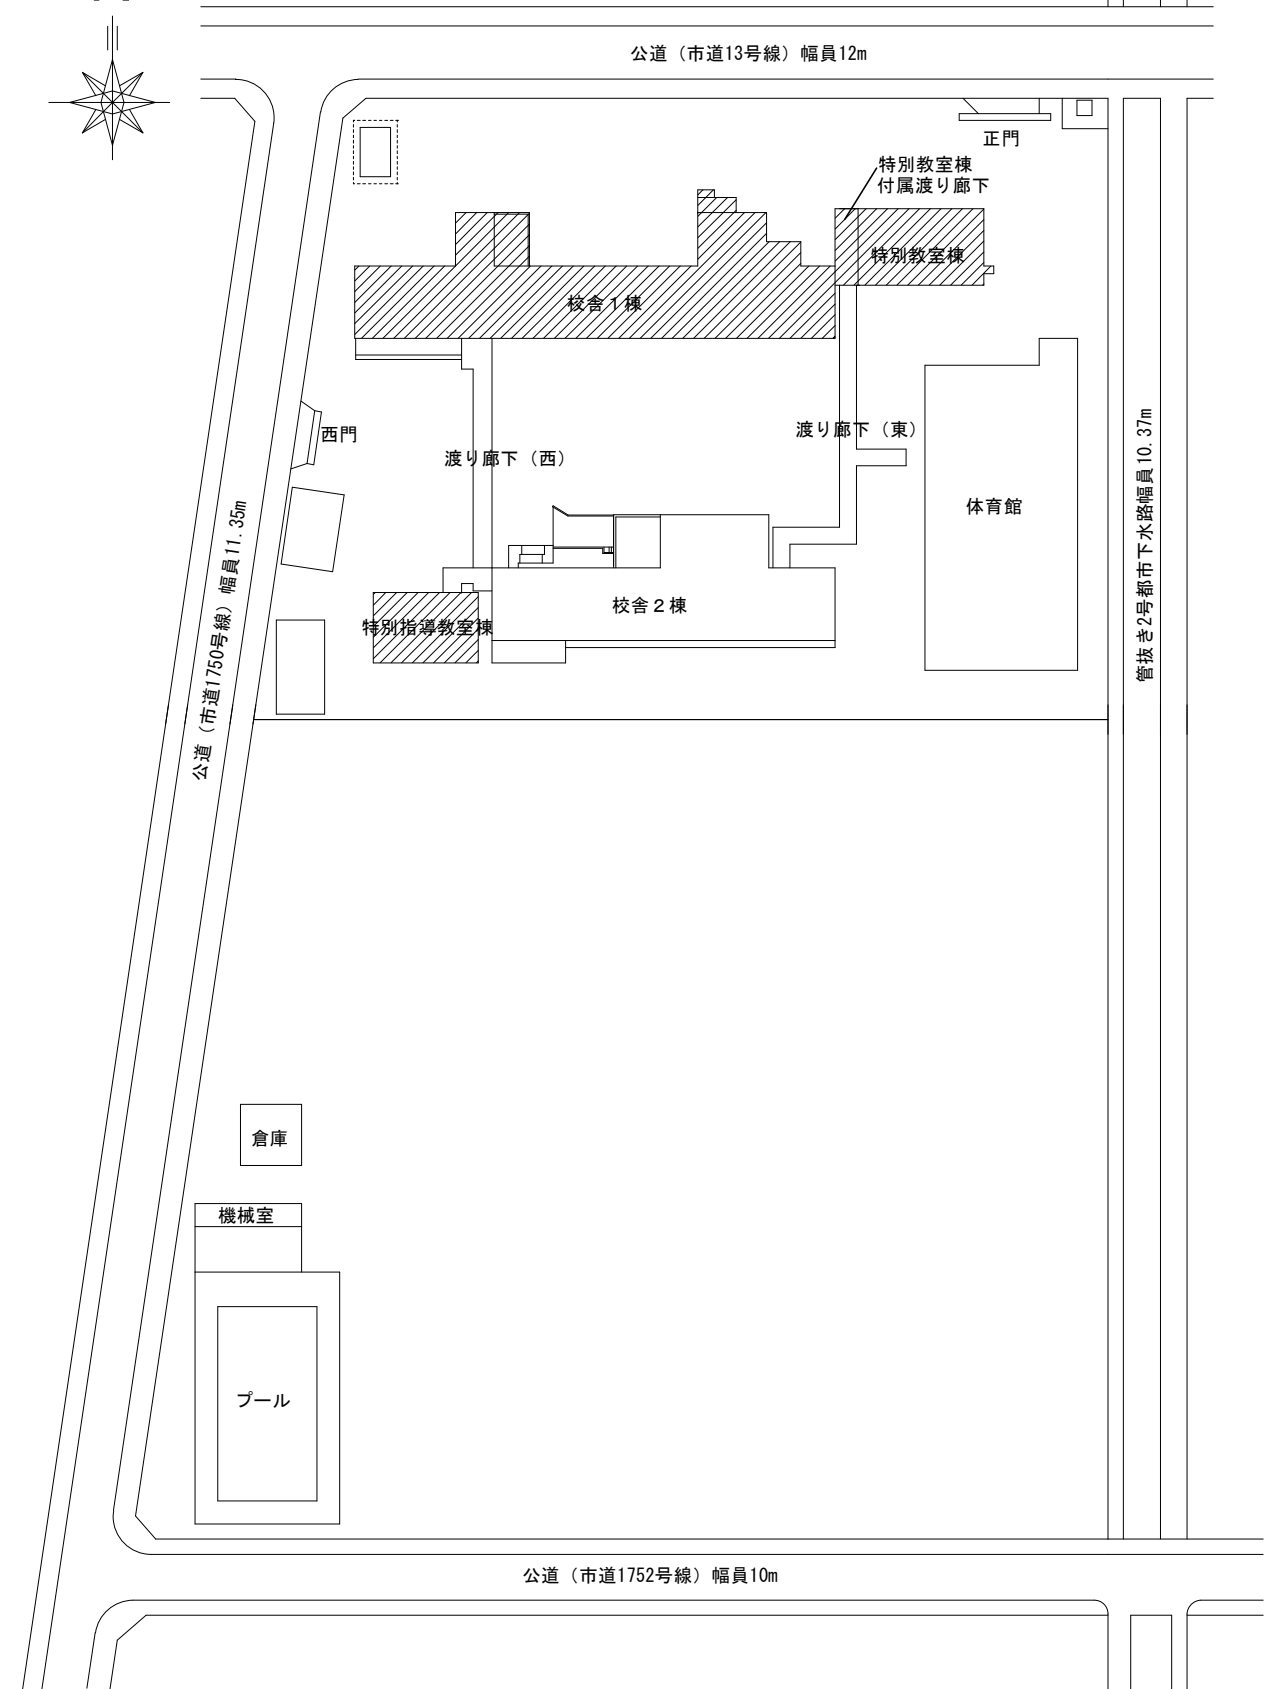 公道（市道13号線）幅員12m
正門
特別教室棟
付属渡り廊下
特別教室棟
校舎１棟
西門
渡り廊下（西）
渡り廊下（東）
体育館
管抜き2号都市下水路幅員10.37m
公道（市道1750号線）幅員11.35m
校舎２棟
特別指導教室棟
倉庫
機械室
プール
公道（市道1752号線）幅員10m